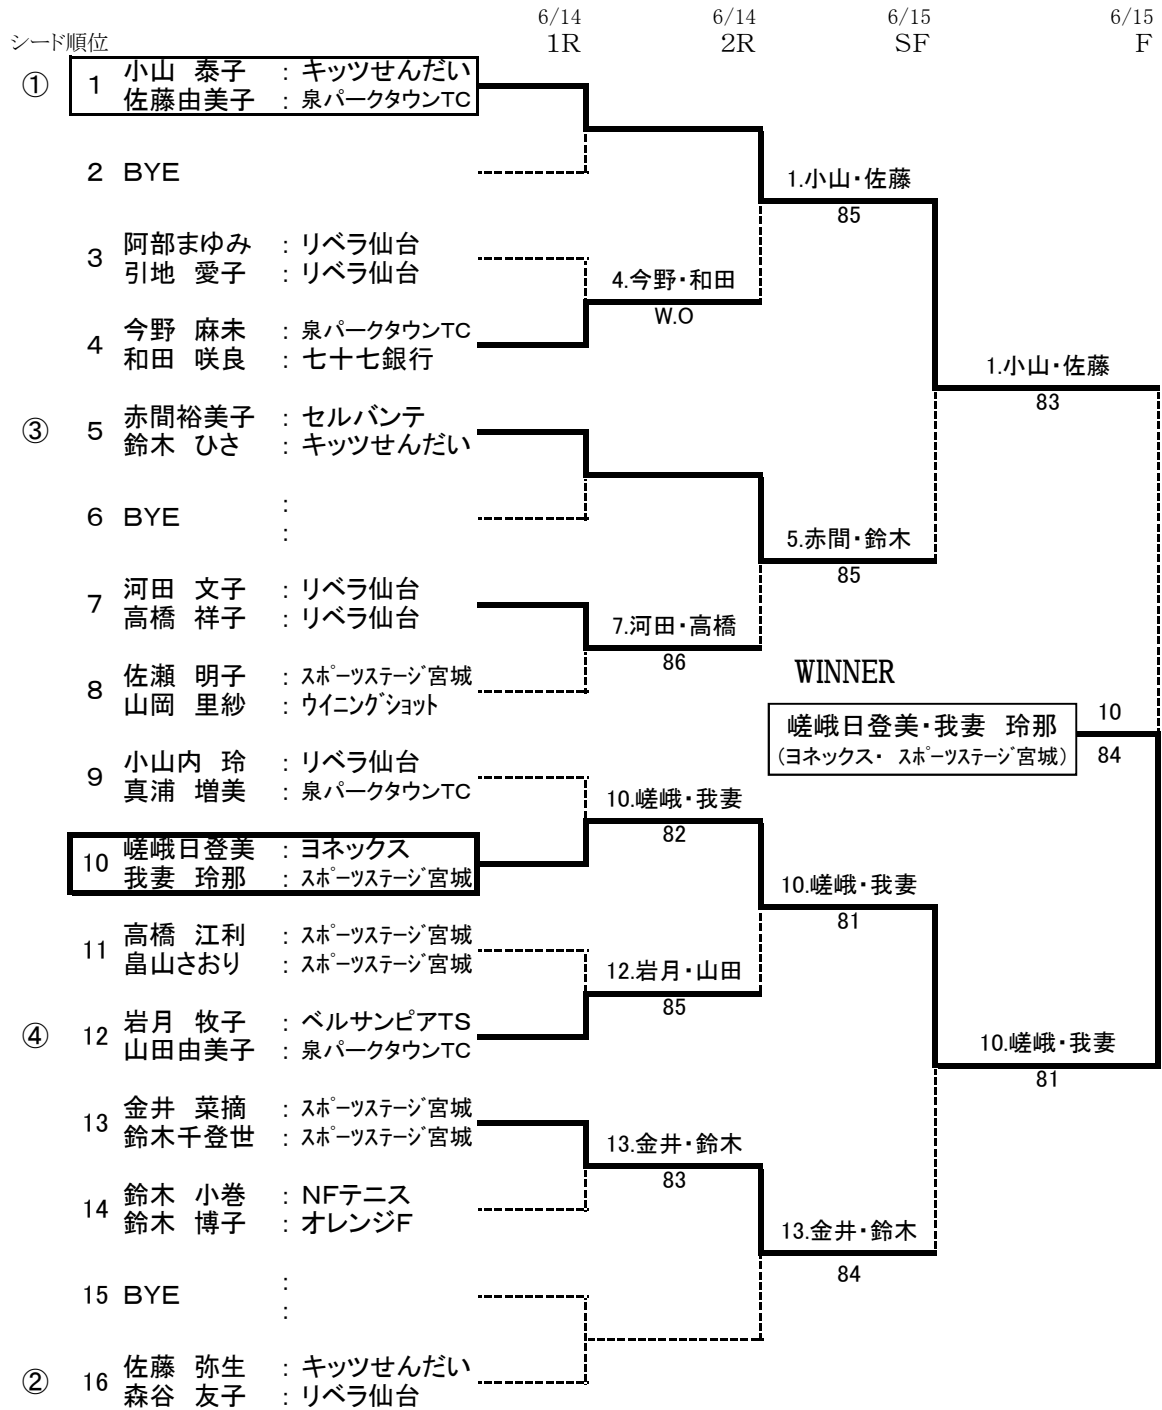 6/14 6/14 6/15 6/15
シード順位 1R 2R SF F
① 1 小山 泰子 : キッツせんだい
佐藤由美子 : 泉パークタウンTC
2 BYE
1.小山・佐藤
85
3 阿部まゆみ : リベラ仙台
引地 愛子 : リベラ仙台
4.今野・和田
W.O
4 今野 麻未 : 泉パークタウンTC
和田 咲良 : 七十七銀行
1.小山・佐藤
83
③ 5 赤間裕美子 : セルバンテ
鈴木 ひさ : キッツせんだい
6 BYE :
:
5.赤間・鈴木
85
7 河田 文子 : リベラ仙台
高橋 祥子 : リベラ仙台
7.河田・高橋
86
8 佐瀬 明子 : スポーツステージ宮城
山岡 里紗 : ウイニングショット
WINNER
嵯峨日登美・我妻 玲那 10
(ヨネックス・ スポーツステージ宮城) 84
9 小山内 玲 : リベラ仙台
真浦 増美 : 泉パークタウンTC
10.嵯峨・我妻
82
10 嵯峨日登美 : ヨネックス
我妻 玲那 : スポーツステージ宮城
10.嵯峨・我妻
81
11 高橋 江利 : スポーツステージ宮城
畠山さおり : スポーツステージ宮城
12.岩月・山田
85
④ 12 岩月 牧子 : ベルサンピアTS
山田由美子 : 泉パークタウンTC
10.嵯峨・我妻
81
13 金井 菜摘 : スポーツステージ宮城
鈴木千登世 : スポーツステージ宮城
13.金井・鈴木
83
14 鈴木 小巻 : NFテニス
鈴木 博子 : オレンジF
13.金井・鈴木
84
15 BYE :
:
② 16 佐藤 弥生 : キッツせんだい
森谷 友子 : リベラ仙台